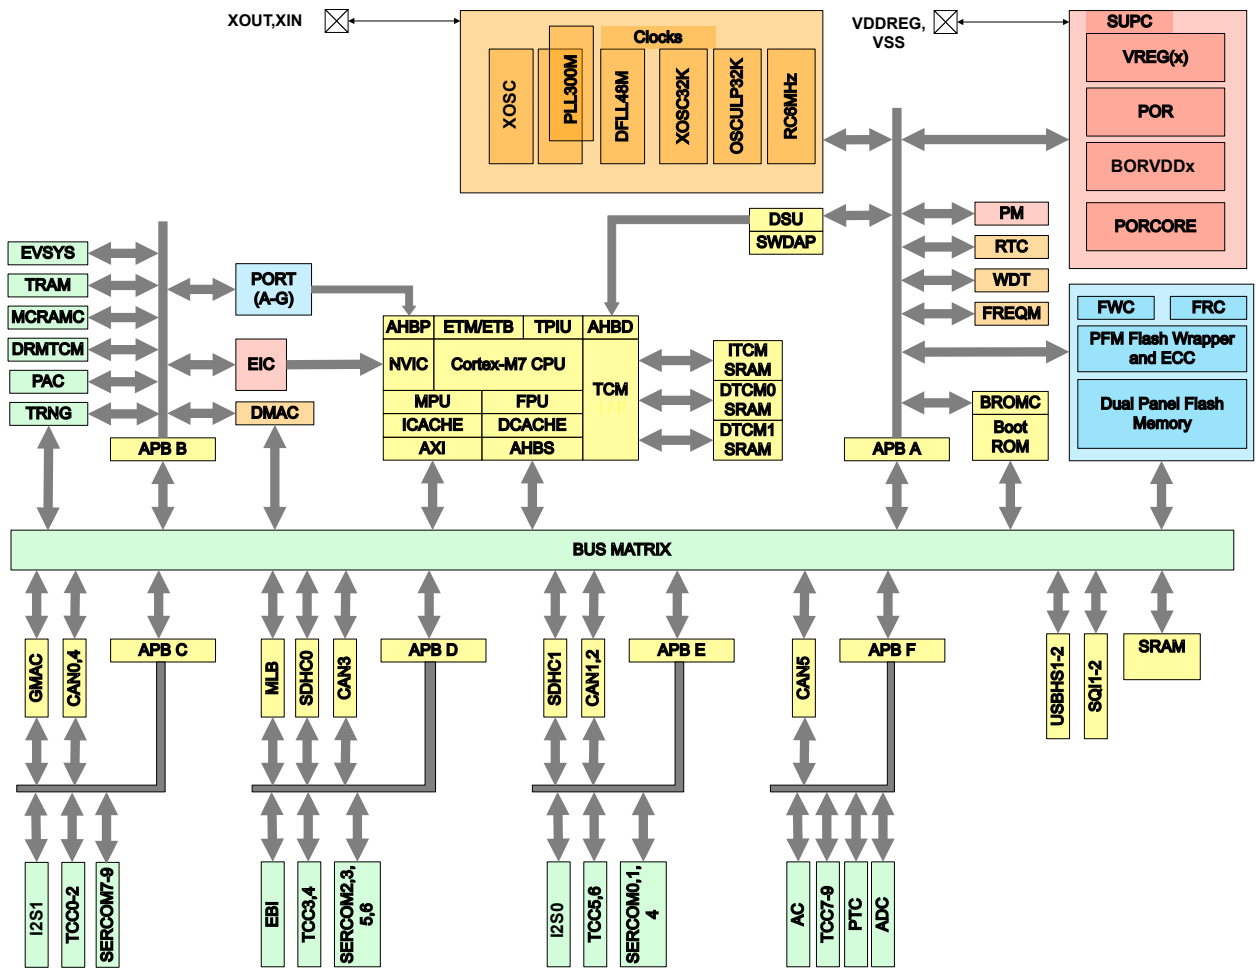 XOUT,XIN
VDDREG,
VSS
Clocks
XOSC
PLL300M
DFLL48M
XOSC32K
OSCULP32K
RC6MHz
SUPC
VREG(x)
POR
BORVDDx
PORCORE
DSU
SWDAP
PM
RTC
WDT
FREQM
EVSYS
TRAM
MCRAMC
DRMTCM
PAC
TRNG
PORT
(A-G)
EIC
DMAC
APB B
AHBP
ETM/ETB
TPIU
AHBD
NVIC
Cortex-M7 CPU
TCM
MPU
FPU
ICACHE
DCACHE
AXI
AHBS
ITCM
SRAM
DTCM0
SRAM
DTCM1
SRAM
APB A
BROMC
Boot
ROM
FWC
FRC
PFM Flash Wrapper
and ECC
Dual Panel Flash
Memory
BUS MATRIX
GMAC
CAN0,4
APB C
MLB
SDHC0
CAN3
APB D
SDHC1
CAN1,2
APB E
CAN5
APB F
USBHS1-2
SQI1-2
SRAM
I2S1
TCC0-2
SERCOM7-9
EBI
TCC3,4
SERCOM2,3,
5,6
I2S0
TCC5,6
SERCOM0,1,
4
AC
TCC7-9
PTC
ADC